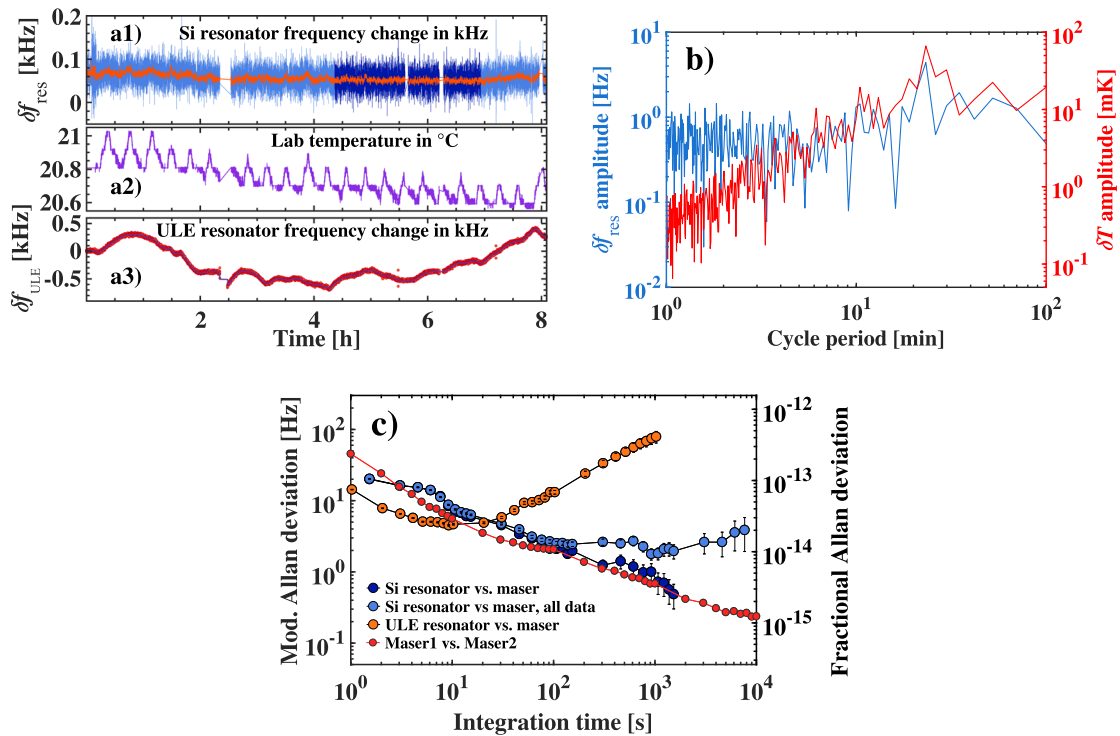 a1)
Si resonator frequency change in kHz
δf res [kHz]
0.2
0.1
0
a2)
Lab temperature in °C
21
20.8
20.6
a3)
ULE resonator frequency change in kHz
δf ULE [kHz]
0.5
0
-0.5
2 4 6 8
Time [h]
b)
δf res amplitude [Hz]
10^1
10^0
10^-1
10^-2
δT amplitude [mK]
10^2
10^1
10^0
10^-1
10^0 10^1 10^2
Cycle period [min]
c)
Mod. Allan deviation [Hz]
10^2
10^1
10^0
10^-1
Fractional Allan deviation
10^-12
10^-13
10^-14
10^-15
Si resonator vs. maser
Si resonator vs maser, all data
ULE resonator vs. maser
Maser1 vs. Maser2
10^0 10^1 10^2 10^3 10^4
Integration time [s]